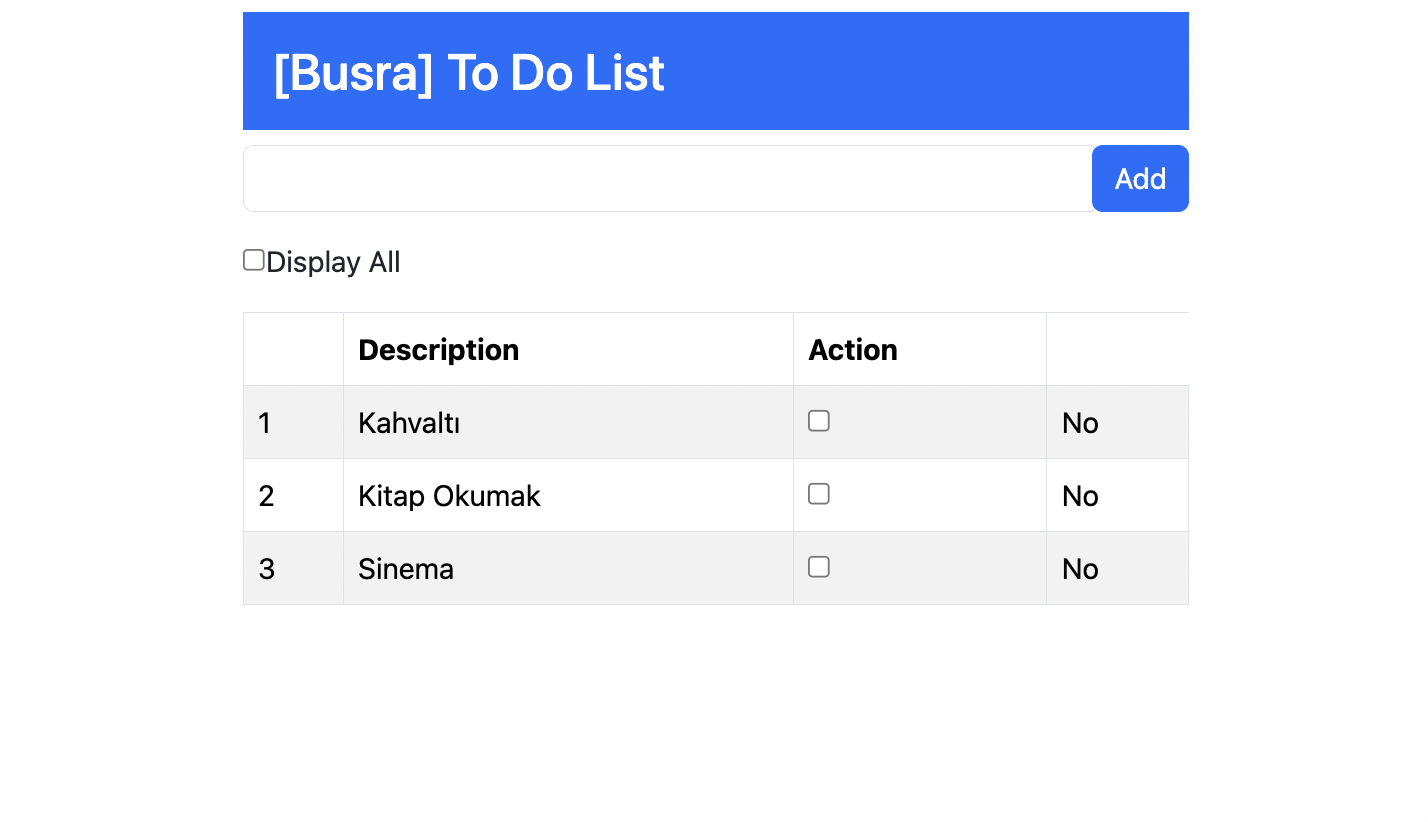 [Busra] To Do List
Add
Display All
Description Action
1 Kahvaltı No
2 Kitap Okumak No
3 Sinema No